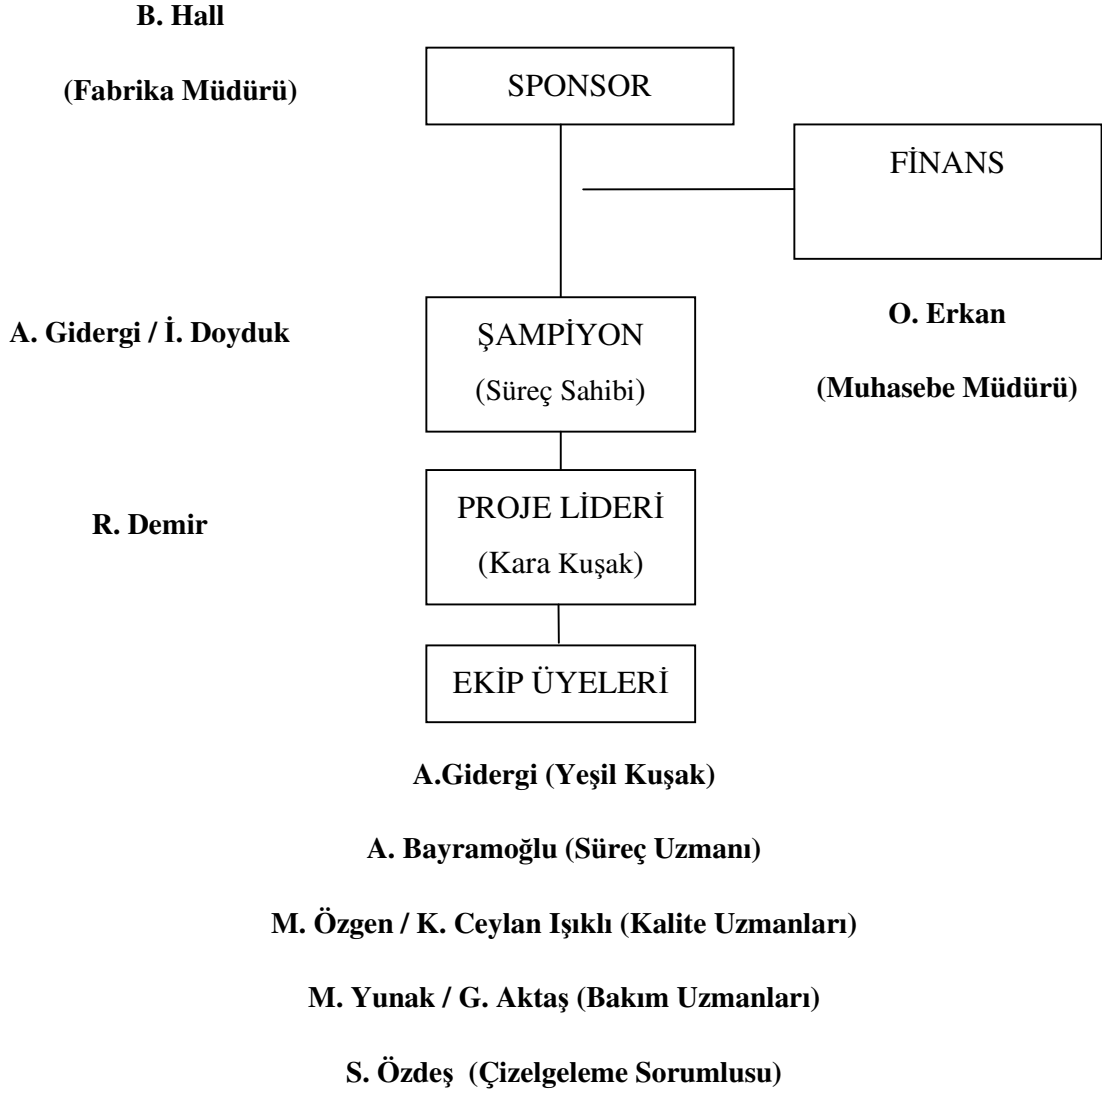 B. Hall
(Fabrika Müdürü)
SPONSOR
FİNANS
O. Erkan
(Muhasebe Müdürü)
A. Gidergi / İ. Doyduk
ŞAMPİYON
(Süreç Sahibi)
R. Demir
PROJE LİDERİ
(Kara Kuşak)
EKİP ÜYELERİ
A.Gidergi (Yeşil Kuşak)
A. Bayramoğlu (Süreç Uzmanı)
M. Özgen / K. Ceylan Işıklı (Kalite Uzmanları)
M. Yunak / G. Aktaş (Bakım Uzmanları)
S. Özdeş  (Çizelgeleme Sorumlusu)